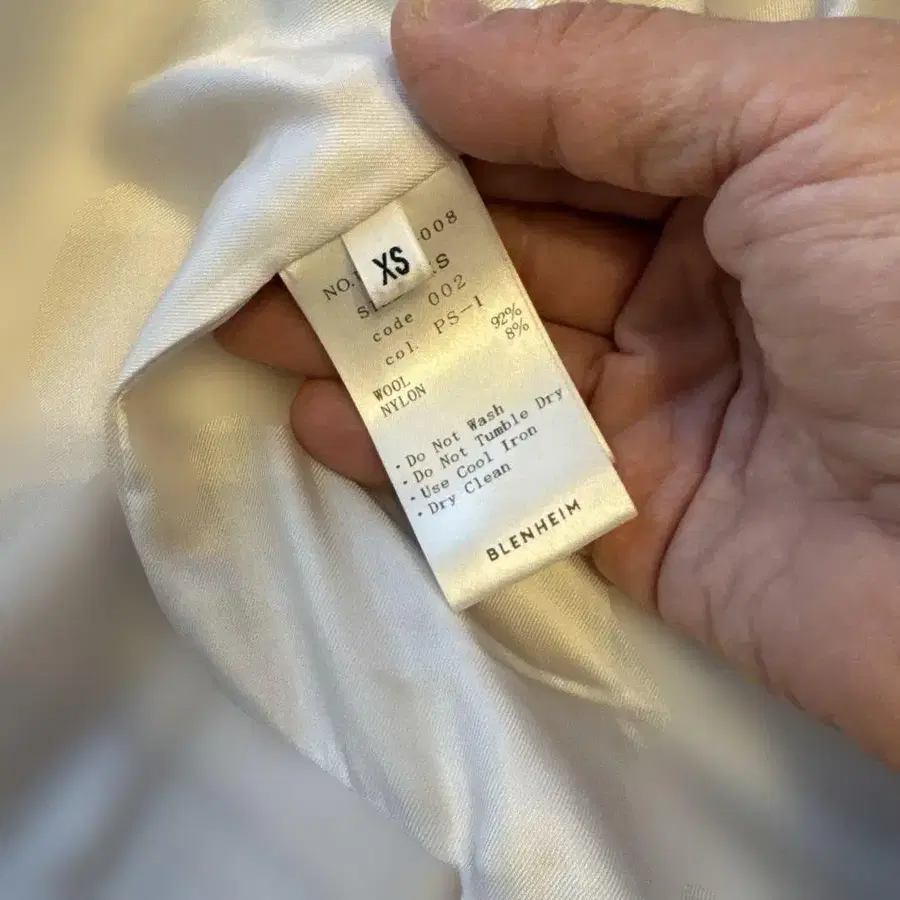 XS
008
NO.
code 002
col. PS-1
WOOL 92%
NYLON 8%
· Do Not Wash
· Do Not Tumble Dry
· Use Cool Iron
· Dry Clean
BLENHEIM